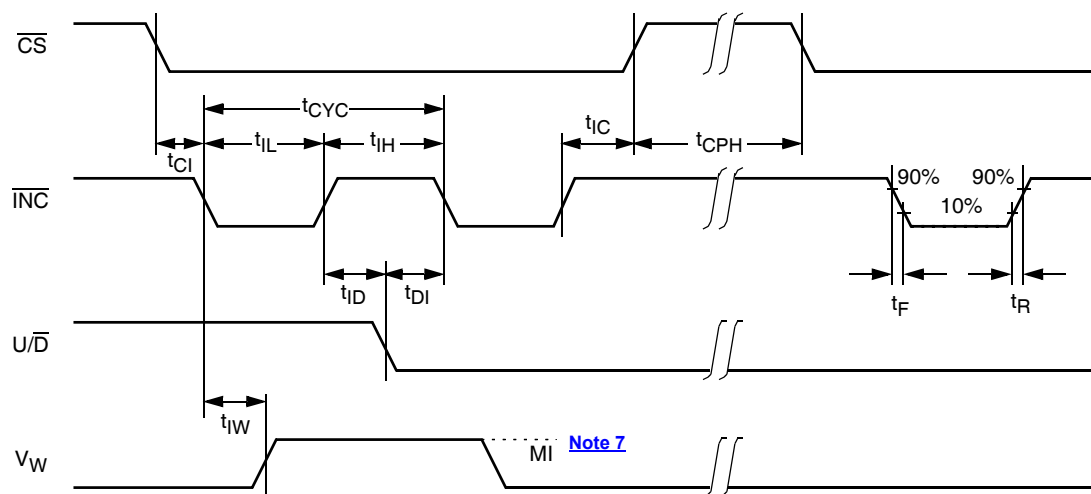 CS
tCYC
tCI
tIL
tIH
tIC
tCPH
INC
90%
90%
10%
tID
tDI
tF
tR
U/D
tIW
VW
MI
Note 7